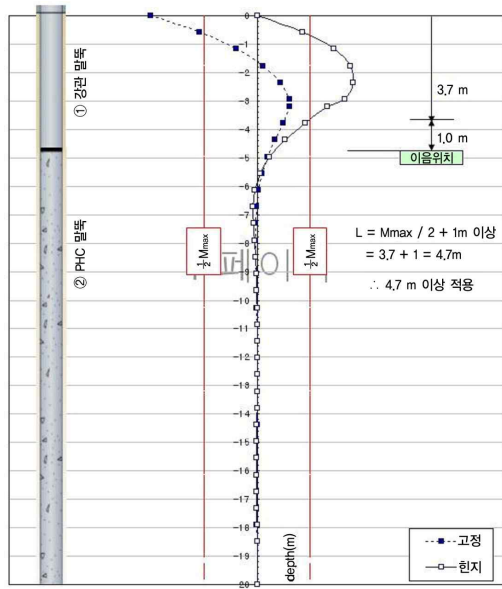 ① 강관 말뚝
② PHC 말뚝
0
-1
-2
-3
-4
-5
-6
-7
-8
-9
-10
-11
-12
-13
-14
-15
-16
-17
-18
-19
20
depth(m)
1/2 Mmax
1/2 Mmax
페이
3.7 m
1.0 m
이음위치
L = Mmax / 2 + 1m 이상
= 3.7 + 1 = 4.7m
∴ 4.7 m 이상 적용
고정
힌지